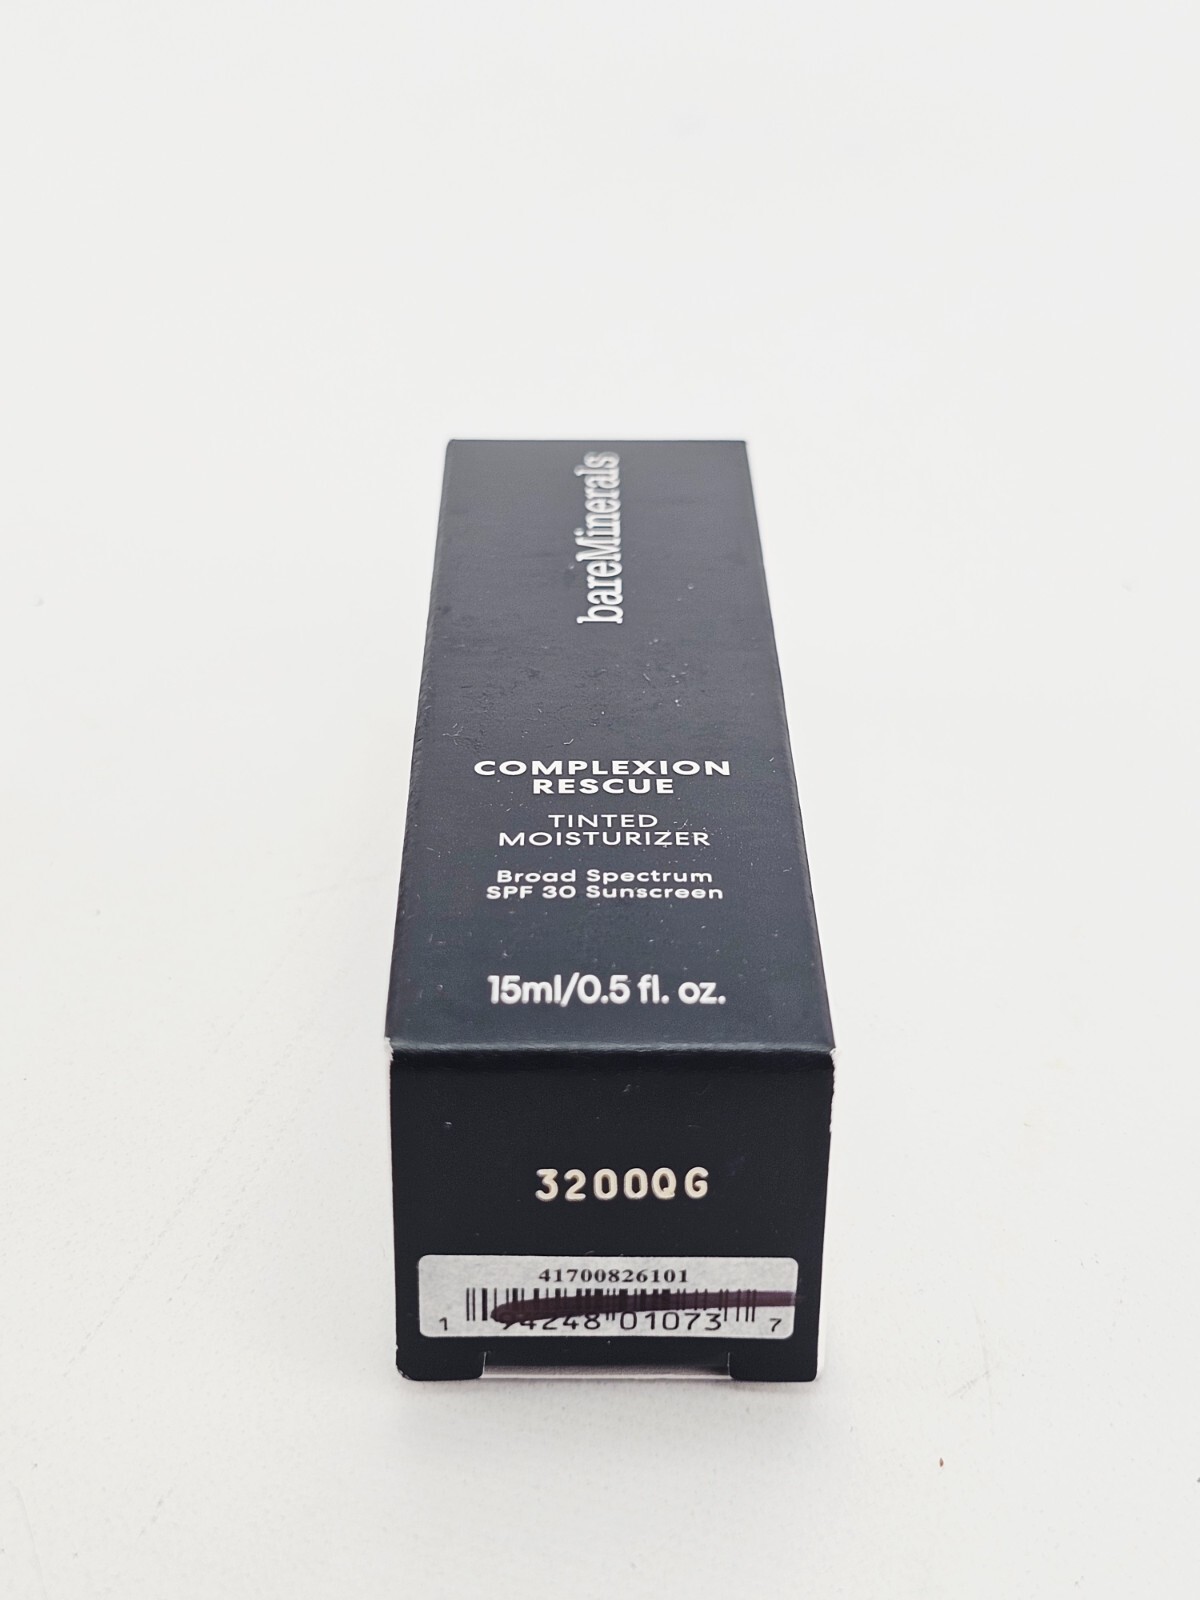 bareMinerals
COMPLEXION
RESCUE
TINTED
MOISTURIZER
Broad Spectrum
SPF 30 Sunscreen
15ml/0.5 fl. oz.
3200QG
41700826101
1 94248 01073 7